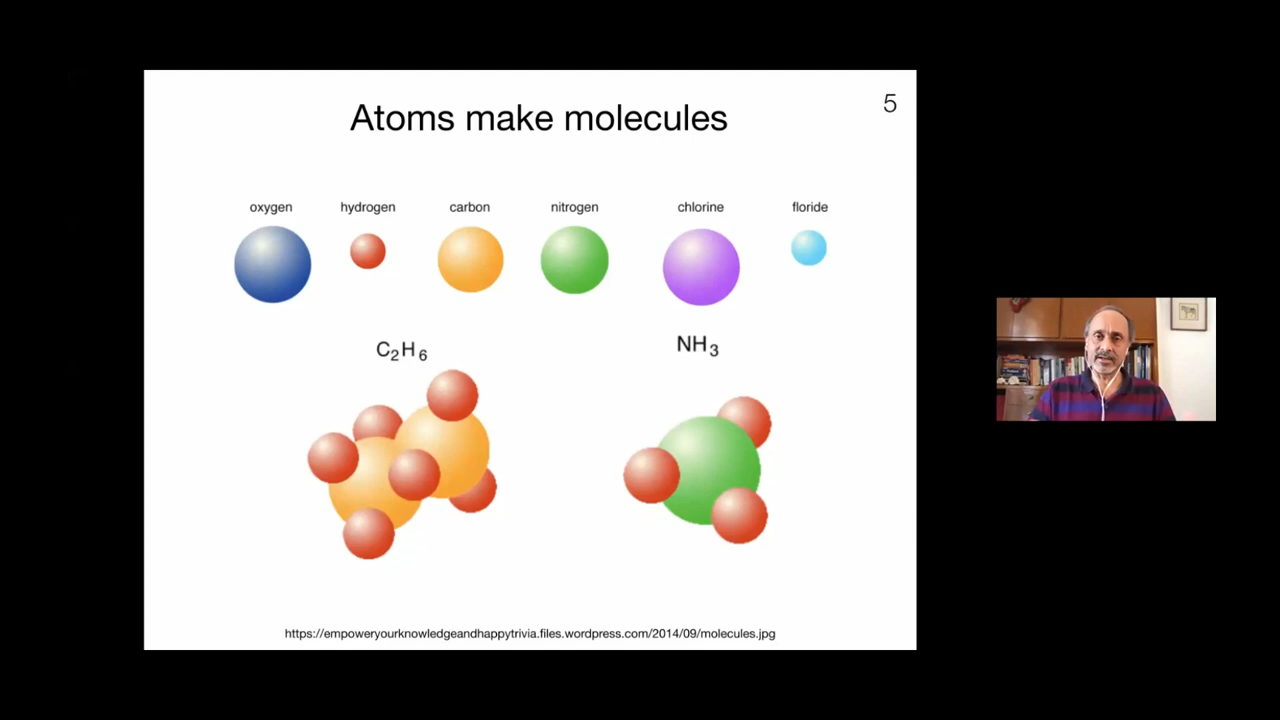 5
Atoms make molecules
oxygen hydrogen carbon nitrogen chlorine floride
C₂H₆ NH₃
https://empoweryourknowledgeandhappytrivia.files.wordpress.com/2014/09/molecules.jpg